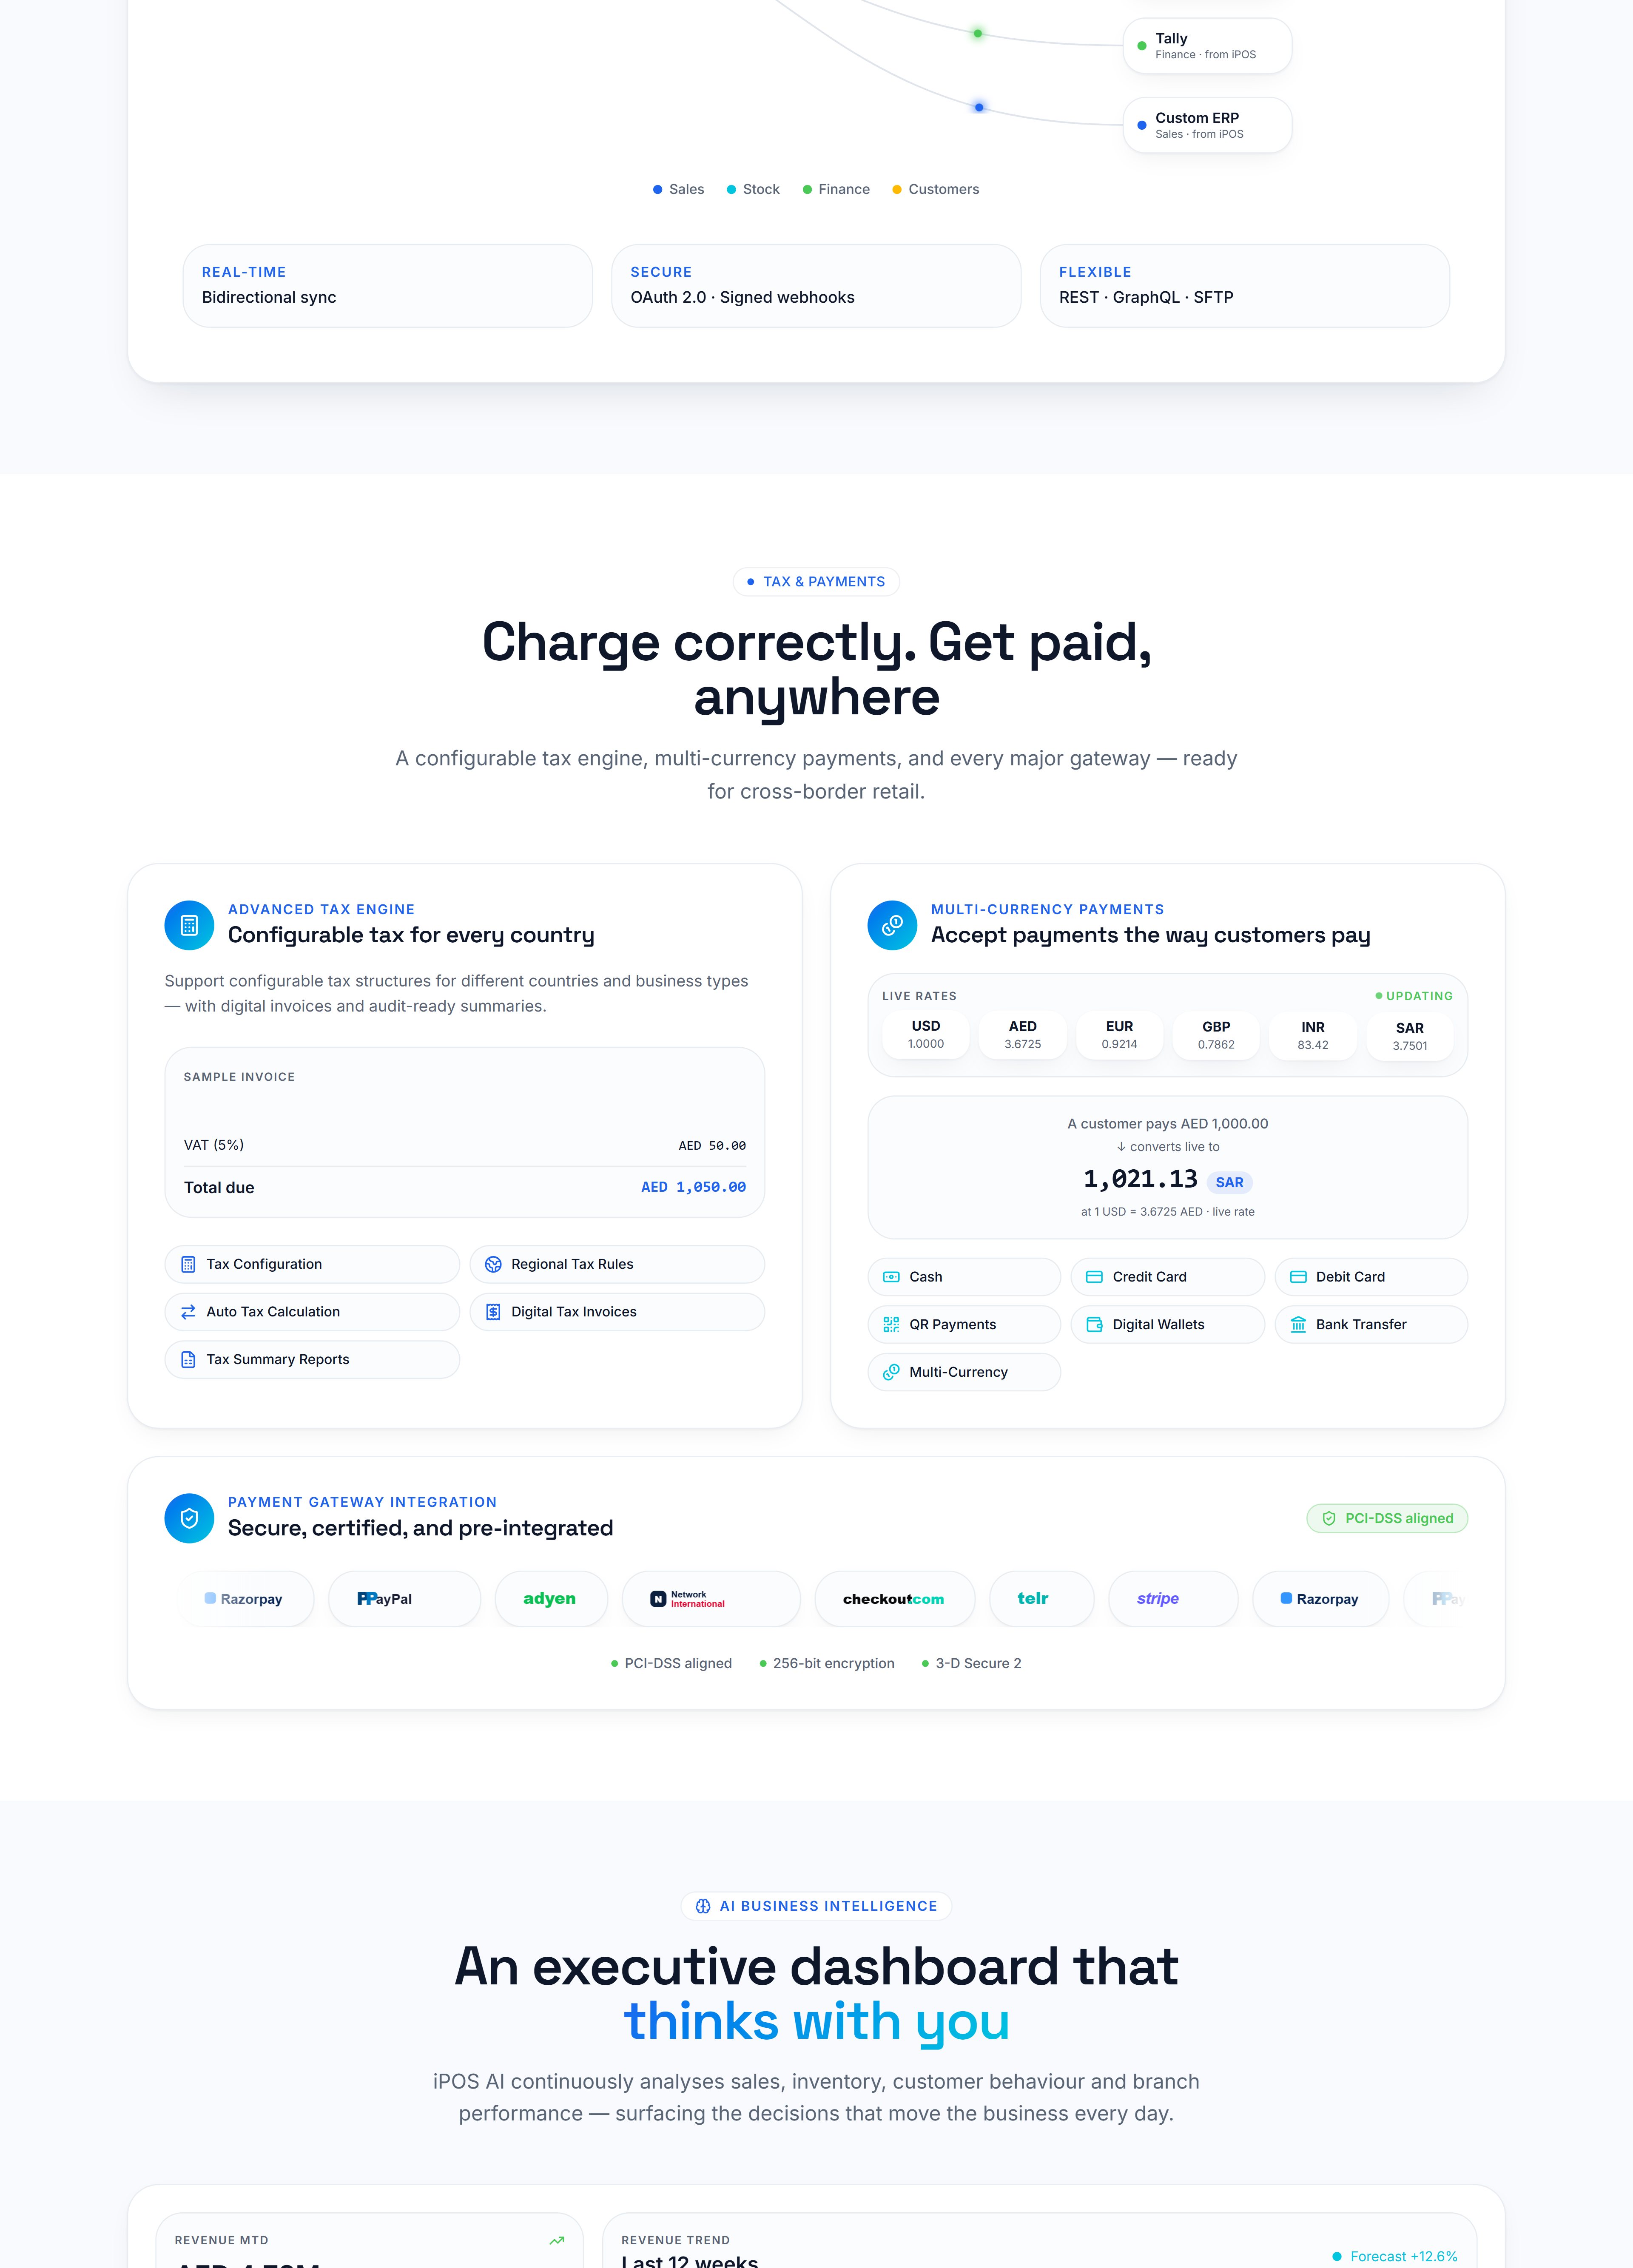 Tally
Finance · from iPOS
Custom ERP
Sales · from iPOS
Sales
Stock
Finance
Customers
REAL-TIME
Bidirectional sync
SECURE
OAuth 2.0 · Signed webhooks
FLEXIBLE
REST · GraphQL · SFTP
TAX & PAYMENTS
Charge correctly. Get paid,
anywhere
A configurable tax engine, multi-currency payments, and every major gateway — ready
for cross-border retail.
ADVANCED TAX ENGINE
Configurable tax for every country
Support configurable tax structures for different countries and business types
— with digital invoices and audit-ready summaries.
SAMPLE INVOICE
VAT (5%)
AED 50.00
Total due
AED 1,050.00
Tax Configuration
Regional Tax Rules
Auto Tax Calculation
Digital Tax Invoices
Tax Summary Reports
MULTI-CURRENCY PAYMENTS
Accept payments the way customers pay
LIVE RATES
UPDATING
USD
1.0000
AED
3.6725
EUR
0.9214
GBP
0.7862
INR
83.42
SAR
3.7501
A customer pays AED 1,000.00
↓ converts live to
1,021.13 SAR
at 1 USD = 3.6725 AED · live rate
Cash
Credit Card
Debit Card
QR Payments
Digital Wallets
Bank Transfer
Multi-Currency
PAYMENT GATEWAY INTEGRATION
Secure, certified, and pre-integrated
PCI-DSS aligned
Razorpay
PayPal
adyen
N Network
International
checkout.com
telr
stripe
Razorpay
PCI-DSS aligned
256-bit encryption
3-D Secure 2
AI BUSINESS INTELLIGENCE
An executive dashboard that
thinks with you
iPOS AI continuously analyses sales, inventory, customer behaviour and branch
performance — surfacing the decisions that move the business every day.
REVENUE MTD
REVENUE TREND
Last 12 weeks
Forecast +12.6%